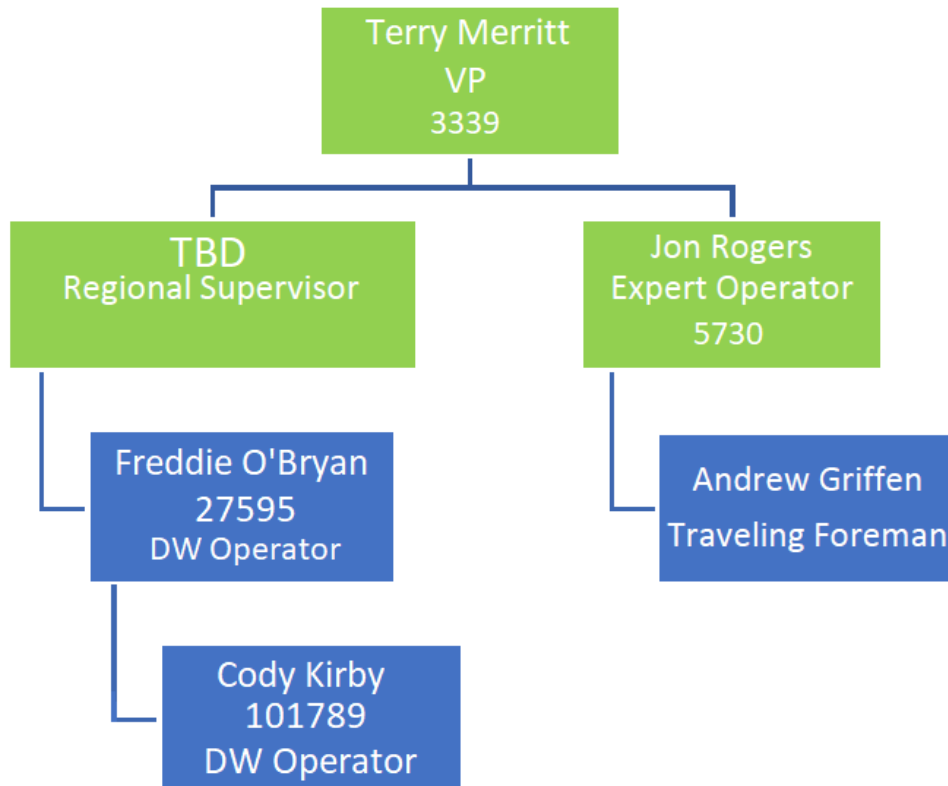 Terry Merritt
VP
3339
TBD
Regional Supervisor
Jon Rogers
Expert Operator
5730
Freddie O'Bryan
27595
DW Operator
Andrew Griffen
Traveling Foreman
Cody Kirby
101789
DW Operator